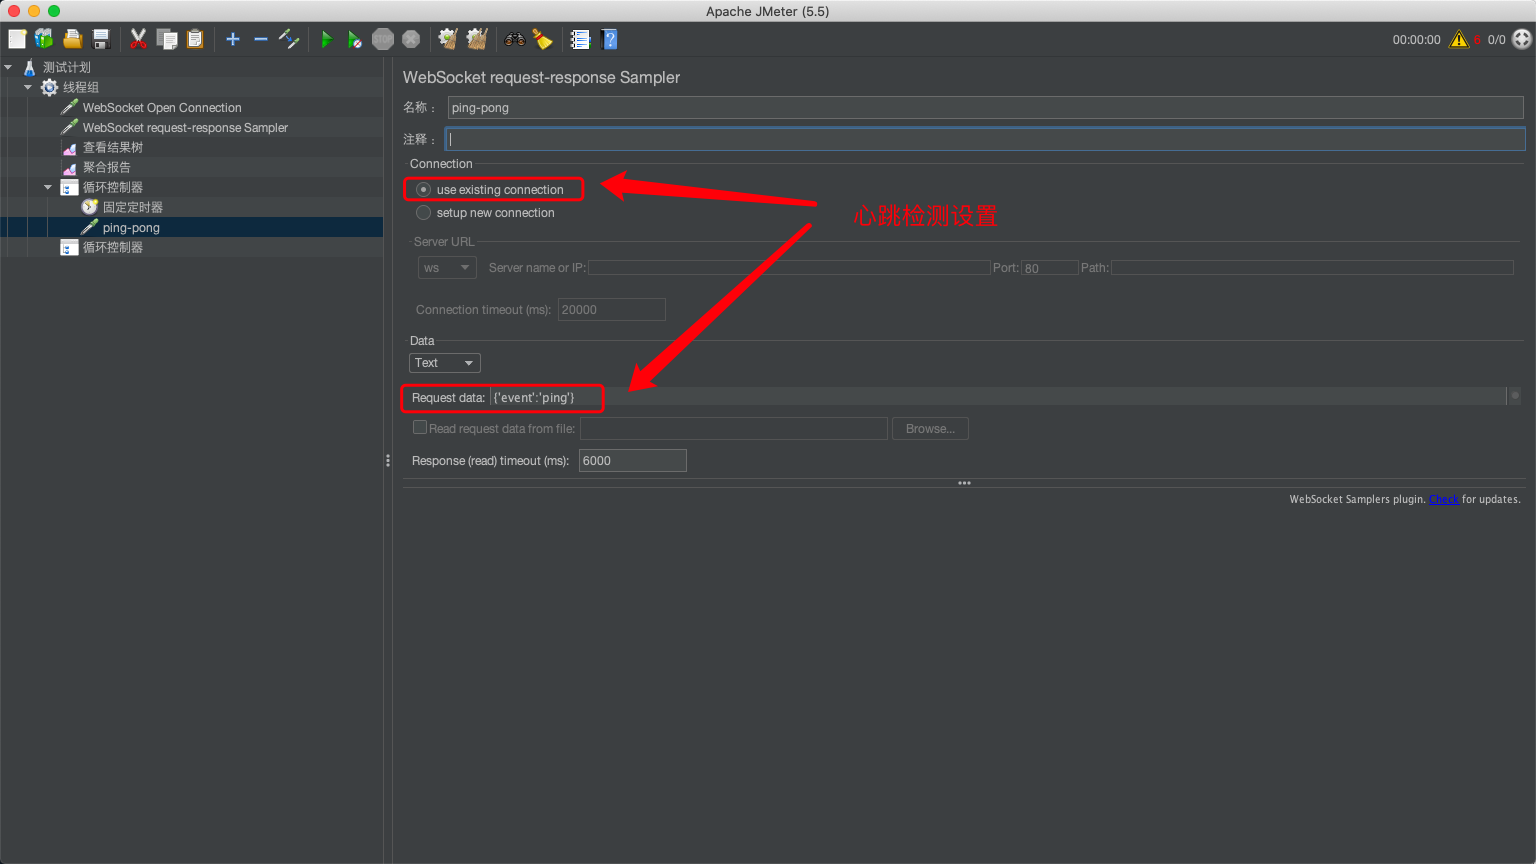 Apache JMeter (5.5)
STOP
00:00:00 6 0/0
测试计划
线程组
WebSocket Open Connection
WebSocket request-response Sampler
查看结果树
聚合报告
循环控制器
固定定时器
ping-pong
循环控制器
WebSocket request-response Sampler
名称： ping-pong
注释：
Connection
use existing connection
setup new connection
心跳检测设置
Server URL
ws Server name or IP: Port: 80 Path:
Connection timeout (ms): 20000
Data
Text
Request data: {'event':'ping'}
Read request data from file: Browse...
Response (read) timeout (ms): 6000
WebSocket Samplers plugin. Check for updates.